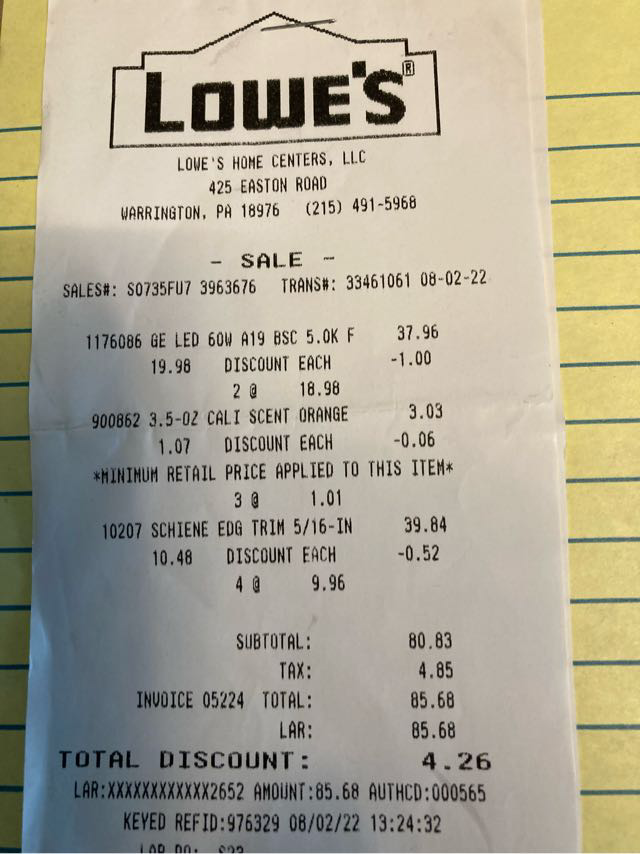 LOWE'S®
LOWE'S HOME CENTERS, LLC
425 EASTON ROAD
WARRINGTON, PA 18976 (215) 491-5968
- SALE -
SALES#: S0735FU7 3963676 TRANS#: 33461061 08-02-22
1176086 GE LED 60W A19 BSC 5.0K F 37.96
19.98 DISCOUNT EACH -1.00
2 @ 18.98
900862 3.5-OZ CALI SCENT ORANGE 3.03
1.07 DISCOUNT EACH -0.06
*MINIMUM RETAIL PRICE APPLIED TO THIS ITEM*
3 @ 1.01
10207 SCHIENE EDG TRIM 5/16-IN 39.84
10.48 DISCOUNT EACH -0.52
4 @ 9.96
SUBTOTAL: 80.83
TAX: 4.85
INVOICE 05224 TOTAL: 85.68
LAR: 85.68
TOTAL DISCOUNT: 4.26
LAR:XXXXXXXXXXXX2652 AMOUNT:85.68 AUTHCD:000565
KEYED REFID:976329 08/02/22 13:24:32